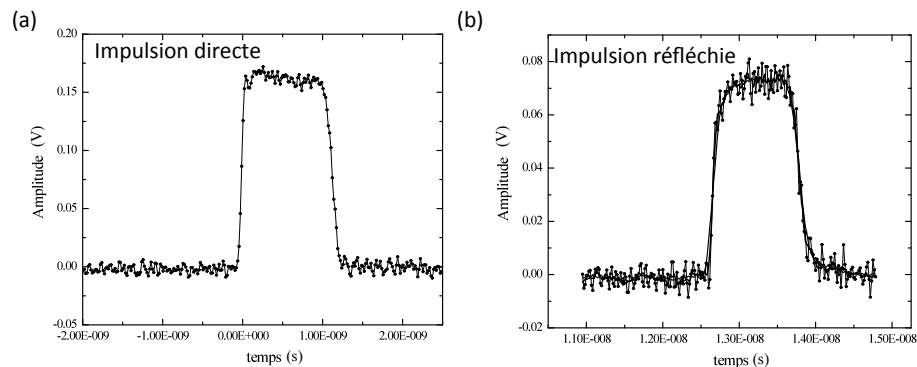 (a)
Impulsion directe
0.20
0.15
0.10
0.05
0.00
-0.05
Amplitude (V)
-2.00E-009 -1.00E-009 0.00E+000 1.00E-009 2.00E-009
temps (s)
(b)
Impulsion réfléchie
0.08
0.06
0.04
0.02
0.00
-0.02
Amplitude (V)
1.10E-008 1.20E-008 1.30E-008 1.40E-008 1.50E-008
temps (s)